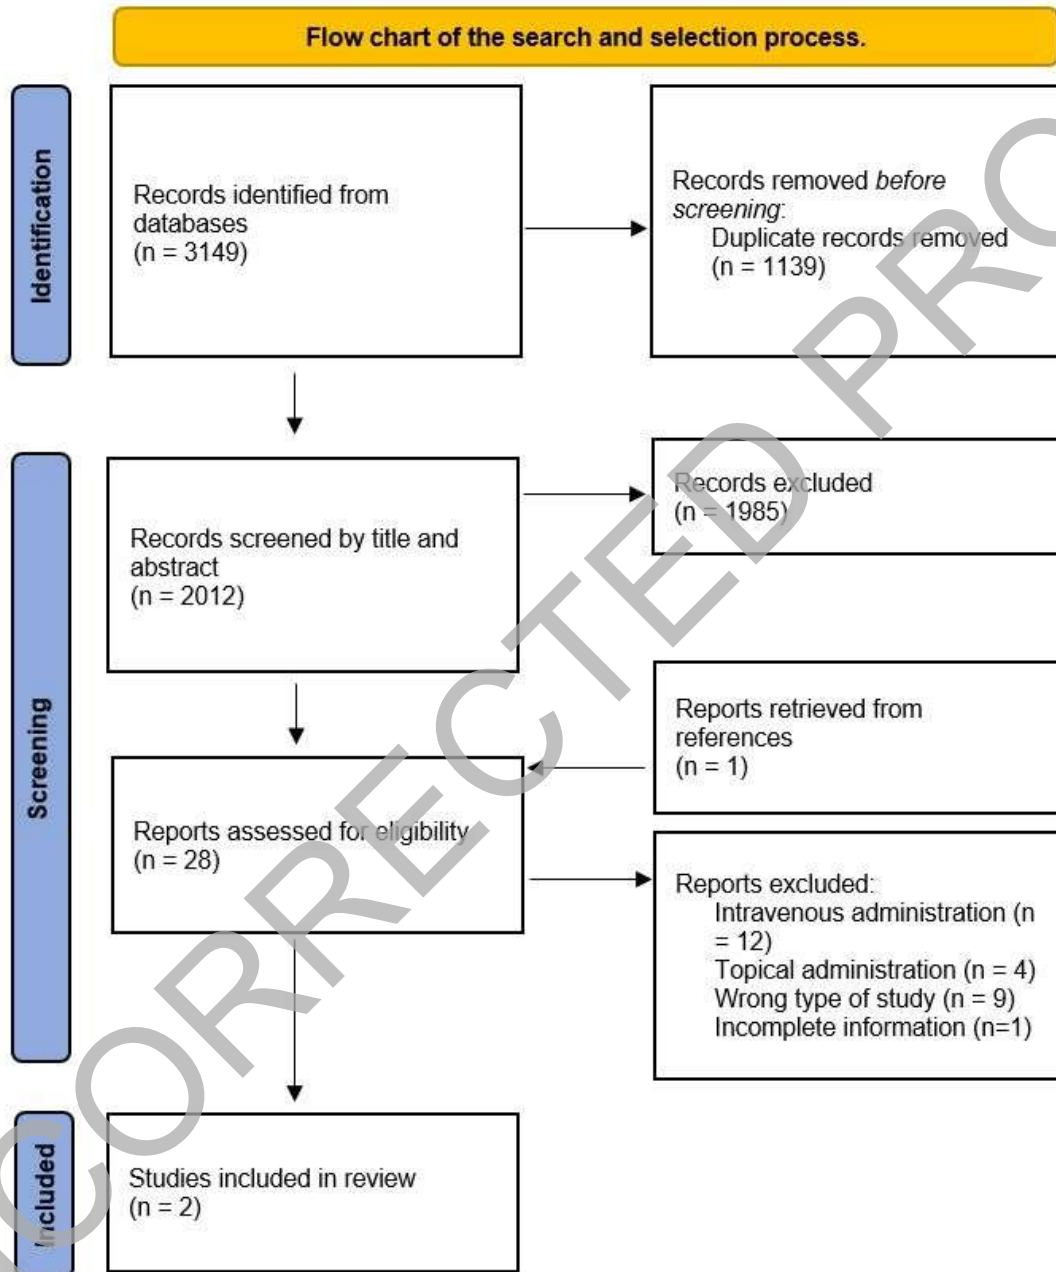 Flow chart of the search and selection process.
Identification
Records identified from
databases
(n = 3149)
Records removed before
screening:
Duplicate records removed
(n = 1139)
Screening
Records screened by title and
abstract
(n = 2012)
Records excluded
(n = 1985)
Reports retrieved from
references
(n = 1)
Reports assessed for eligibility
(n = 28)
Reports excluded:
Intravenous administration (n
= 12)
Topical administration (n = 4)
Wrong type of study (n = 9)
Incomplete information (n=1)
Included
Studies included in review
(n = 2)
CORRECTED PRO